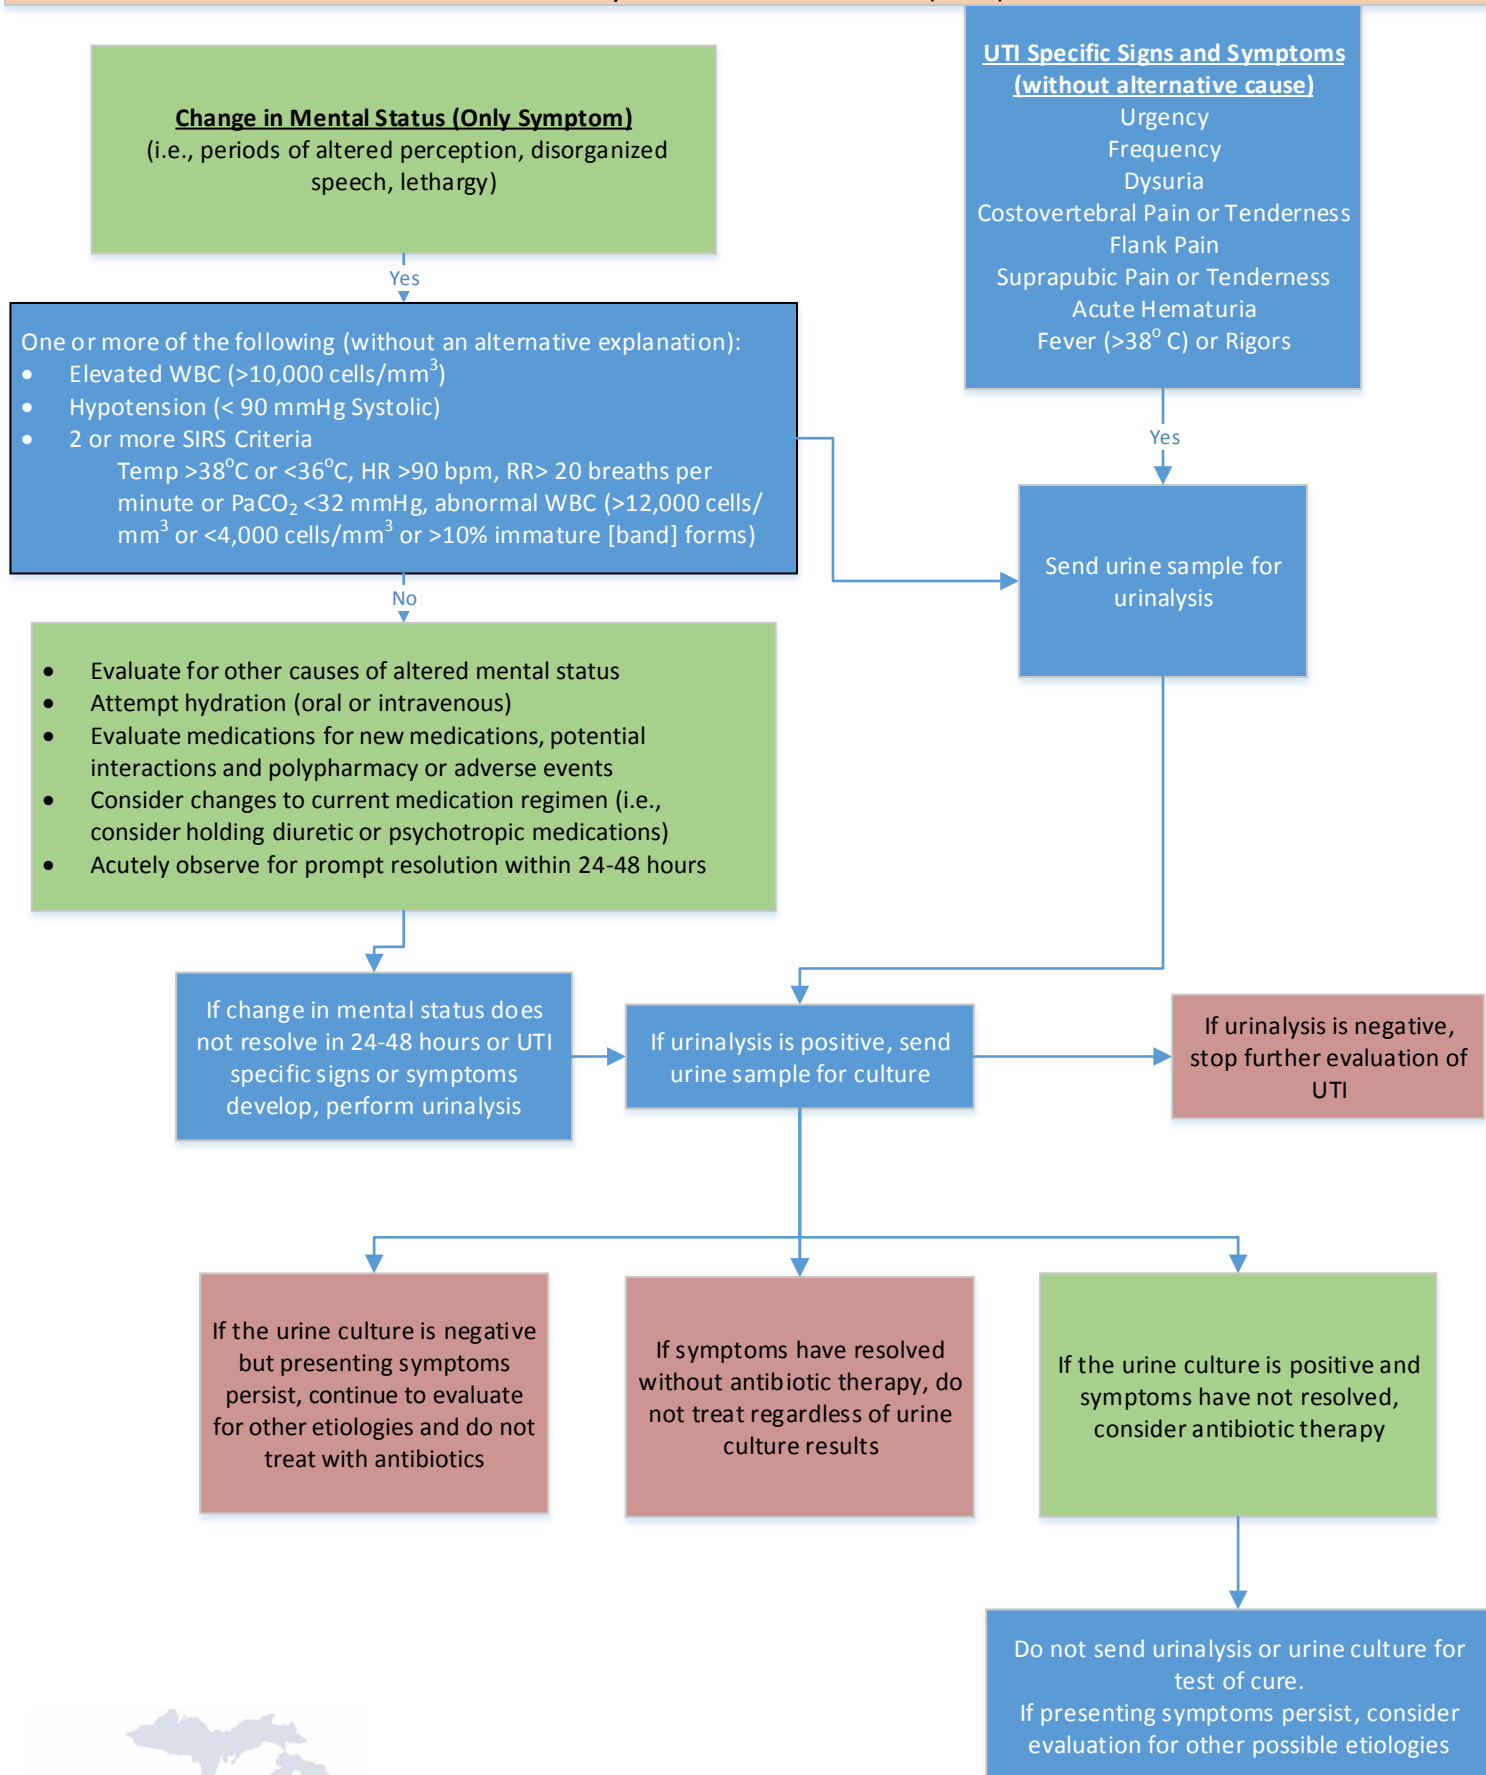 Change in Mental Status (Only Symptom)
(i.e., periods of altered perception, disorganized
speech, lethargy)
UTI Specific Signs and Symptoms
(without alternative cause)
Urgency
Frequency
Dysuria
Costovertebral Pain or Tenderness
Flank Pain
Suprapubic Pain or Tenderness
Acute Hematuria
Fever (>38° C) or Rigors
Yes
One or more of the following (without an alternative explanation):
• Elevated WBC (>10,000 cells/mm³)
• Hypotension (< 90 mmHg Systolic)
• 2 or more SIRS Criteria
Temp >38°C or <36°C, HR >90 bpm, RR> 20 breaths per
minute or PaCO₂ <32 mmHg, abnormal WBC (>12,000 cells/
mm³ or <4,000 cells/mm³ or >10% immature [band] forms)
Yes
Send urine sample for
urinalysis
No
• Evaluate for other causes of altered mental status
• Attempt hydration (oral or intravenous)
• Evaluate medications for new medications, potential
interactions and polypharmacy or adverse events
• Consider changes to current medication regimen (i.e.,
consider holding diuretic or psychotropic medications)
• Acutely observe for prompt resolution within 24-48 hours
If change in mental status does
not resolve in 24-48 hours or UTI
specific signs or symptoms
develop, perform urinalysis
If urinalysis is positive, send
urine sample for culture
If urinalysis is negative,
stop further evaluation of
UTI
If the urine culture is negative
but presenting symptoms
persist, continue to evaluate
for other etiologies and do not
treat with antibiotics
If symptoms have resolved
without antibiotic therapy, do
not treat regardless of urine
culture results
If the urine culture is positive and
symptoms have not resolved,
consider antibiotic therapy
Do not send urinalysis or urine culture for
test of cure.
If presenting symptoms persist, consider
evaluation for other possible etiologies